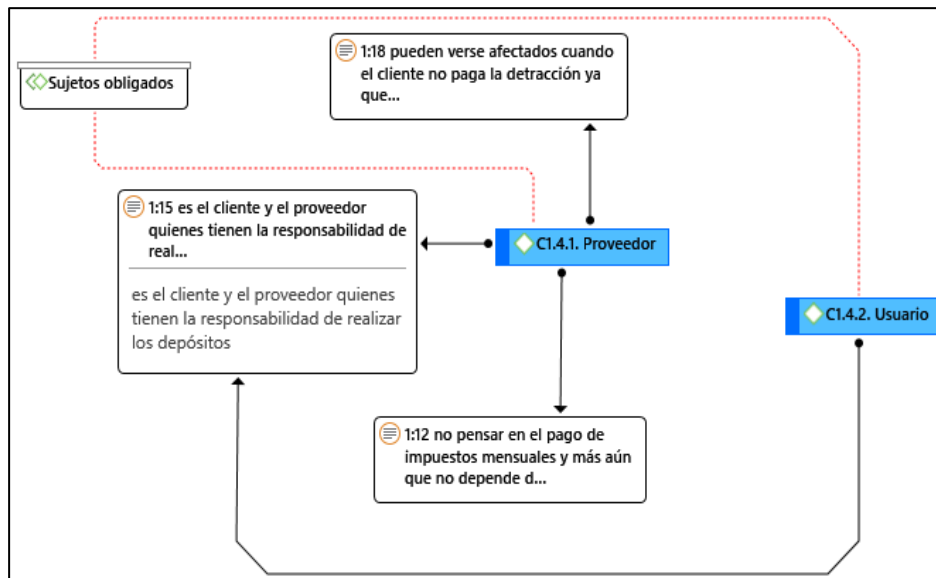 1:18 pueden verse afectados cuando
el cliente no paga la detracción ya
que...
Sujetos obligados
1:15 es el cliente y el proveedor
quienes tienen la responsabilidad de
real...
es el cliente y el proveedor quienes
tienen la responsabilidad de realizar
los depósitos
C1.4.1. Proveedor
C1.4.2. Usuario
1:12 no pensar en el pago de
impuestos mensuales y más aún
que no depende d...